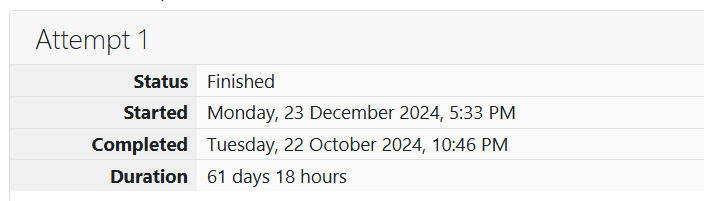 Attempt 1
Status Finished
Started Monday, 23 December 2024, 5:33 PM
Completed Tuesday, 22 October 2024, 10:46 PM
Duration 61 days 18 hours